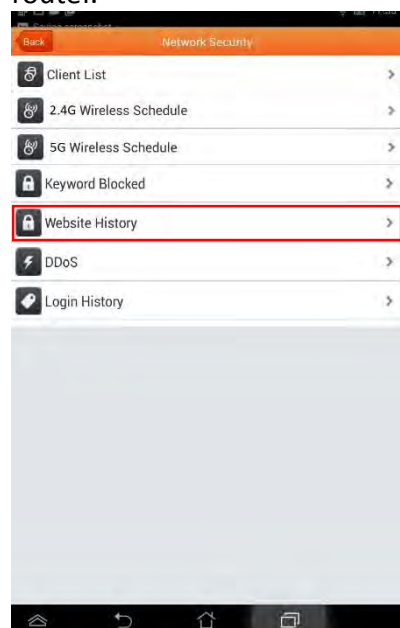 router.
Back
Network Security
Client List
2.4G Wireless Schedule
5G Wireless Schedule
Keyword Blocked
Website History
DDoS
Login History